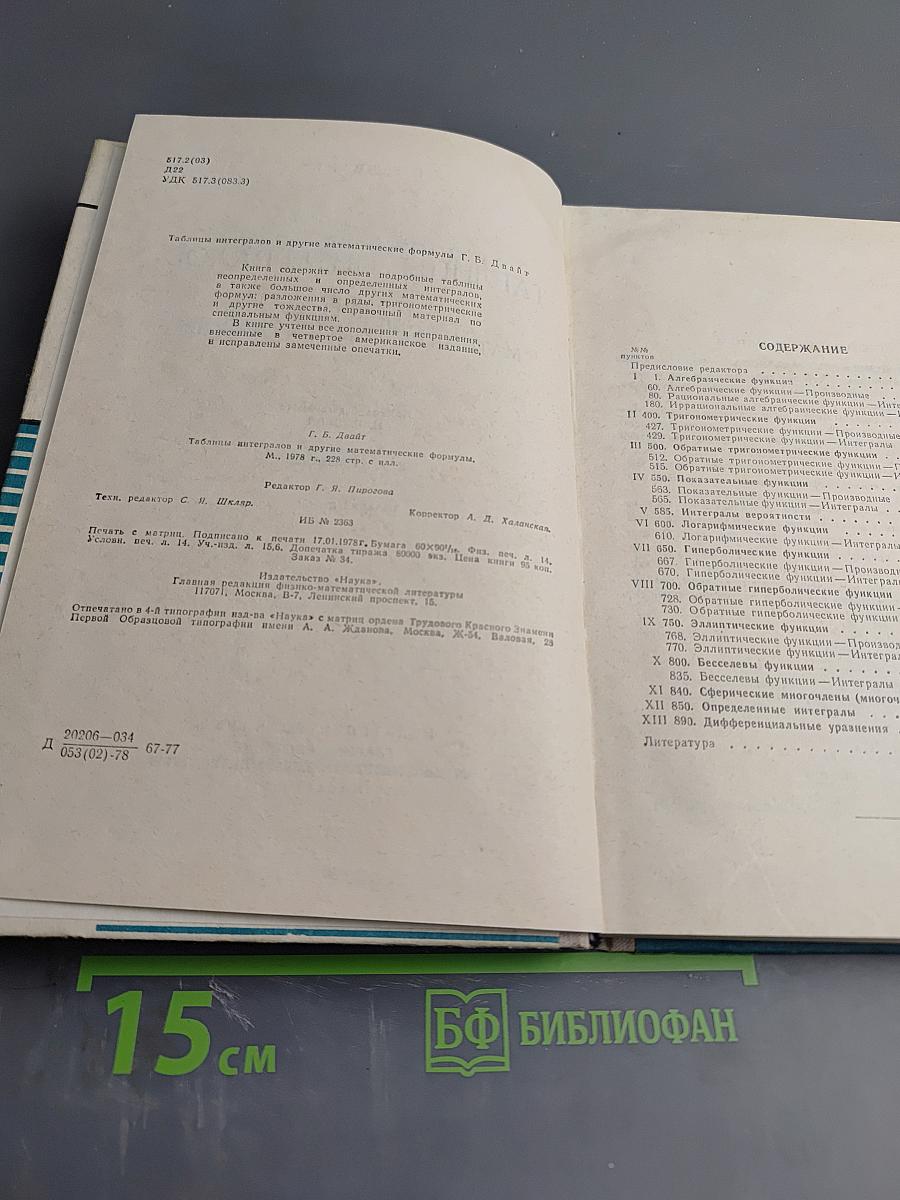 517.2(03)
Д22
УДК 517.3(083.3)
Таблицы интегралов и другие математические формулы Г. Б. Двайт
Книга содержит весьма подробные таблицы
неопределенных и определенных интегралов,
а также большое число других математических
формул: разложения в ряды, тригонометрические
и другие тождества, справочный материал по
специальным функциям.
В книге учтены все дополнения и исправления,
внесенные в четвертое американское издание,
и исправлены замеченные опечатки.
Г. Б. Двайт
Таблицы интегралов и другие математические формулы.
М., 1978 г., 228 стр. с илл.
Редактор Г. Я. Пирогова
Техн. редактор С. Я. Шкляр.
Корректор А. Д. Халанская.
ИБ № 2363
Печать с матриц. Подписано к печати 17.01.1978г. Бумага 60×90¹/₁₆. Физ. печ. л. 14.
Условн. печ. л. 14. Уч.-изд. л. 15,6. Допечатка тиража 80000 экз. Цена книги 95 коп.
Заказ № 34.
Издательство «Наука».
Главная редакция физико-математической литературы
117071, Москва, В-7, Ленинский проспект, 15.
Отпечатано в 4-й типографии изд-ва «Наука» с матриц ордена Трудового Красного Знамени
Первой Образцовой типографии имени А. А. Жданова, Москва, Ж-54, Валовая, 28
Д 20206—034
053(02)-78 67-77
СОДЕРЖАНИЕ
№№
пунктов
Предисловие редактора
I 1. Алгебраические функции
60. Алгебраические функции — Производные
80. Рациональные алгебраические функции — Инте
180. Иррациональные алгебраические функции —
II 400. Тригонометрические функции
427. Тригонометрические функции — Производные
429. Тригонометрические функции — Интегралы
III 500. Обратные тригонометрические функции
512. Обратные тригонометрические функции — П
515. Обратные тригонометрические функции — И
IV 550. Показательные функции
563. Показательные функции — Производные
565. Показательные функции — Интегралы
V 585. Интегралы вероятности
VI 600. Логарифмические функции
610. Логарифмические функции — Интегралы
VII 650. Гиперболические функции
667. Гиперболические функции — Производн
670. Гиперболические функции — Интеграл
VIII 700. Обратные гиперболические функции
728. Обратные гиперболические функции —
730. Обратные гиперболические функции
IX 750. Эллиптические функции
768. Эллиптические функции — Производ
770. Эллиптические функции — Интеграл
X 800. Бесселевы функции
835. Бесселевы функции — Интегралы
XI 840. Сферические многочлены (многоч
XII 850. Определенные интегралы
XIII 890. Дифференциальные уравнения
Литература
15 см
БФ БИБЛИОФАН